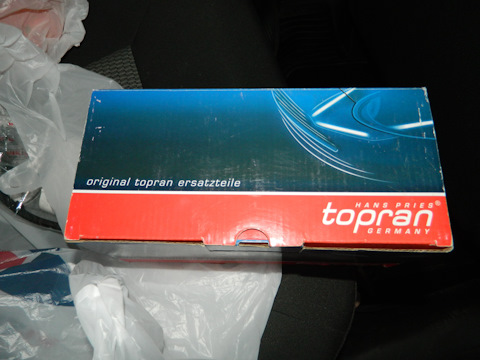 original topran ersatzteile
HANS PRIES®
topran
GERMANY